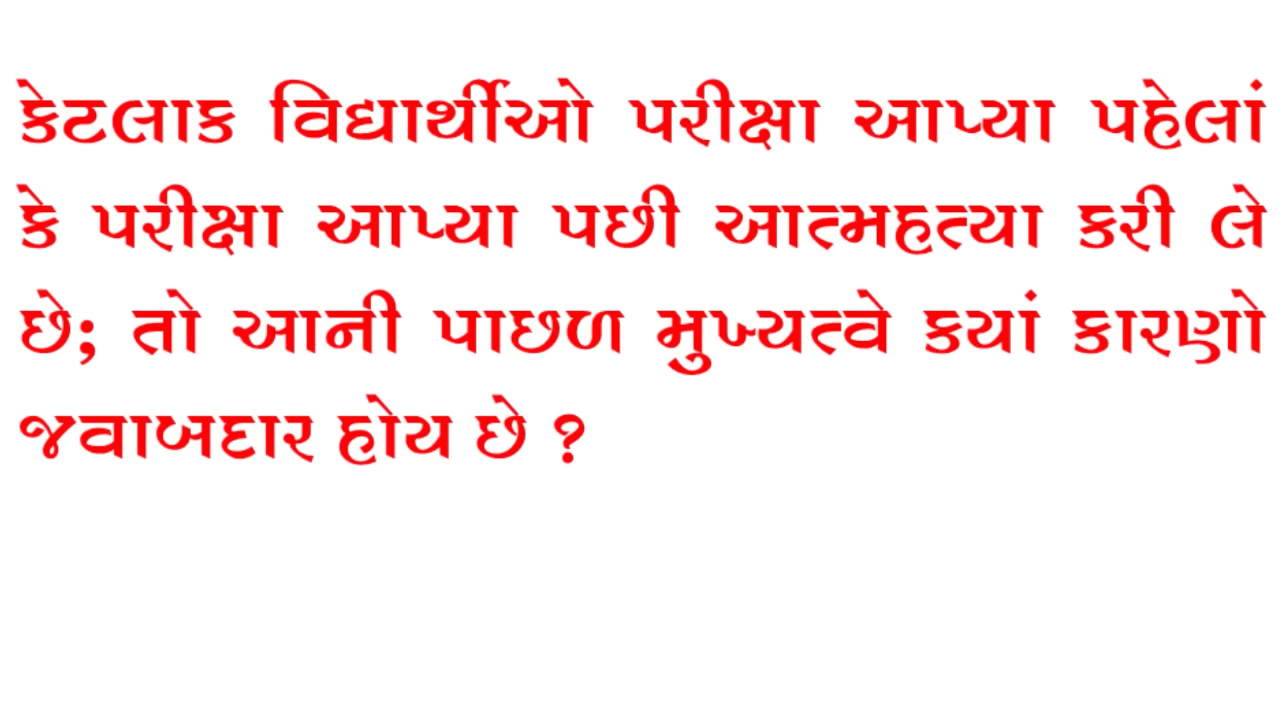 કેટલાક વિદ્યાર્થીઓ પરીક્ષા આપ્યા પહેલાં
કે પરીક્ષા આપ્યા પછી આત્મહત્યા કરી લે
છે; તો આની પાછળ મુખ્યત્વે કયાં કારણો
જવાબદાર હોય છે ?